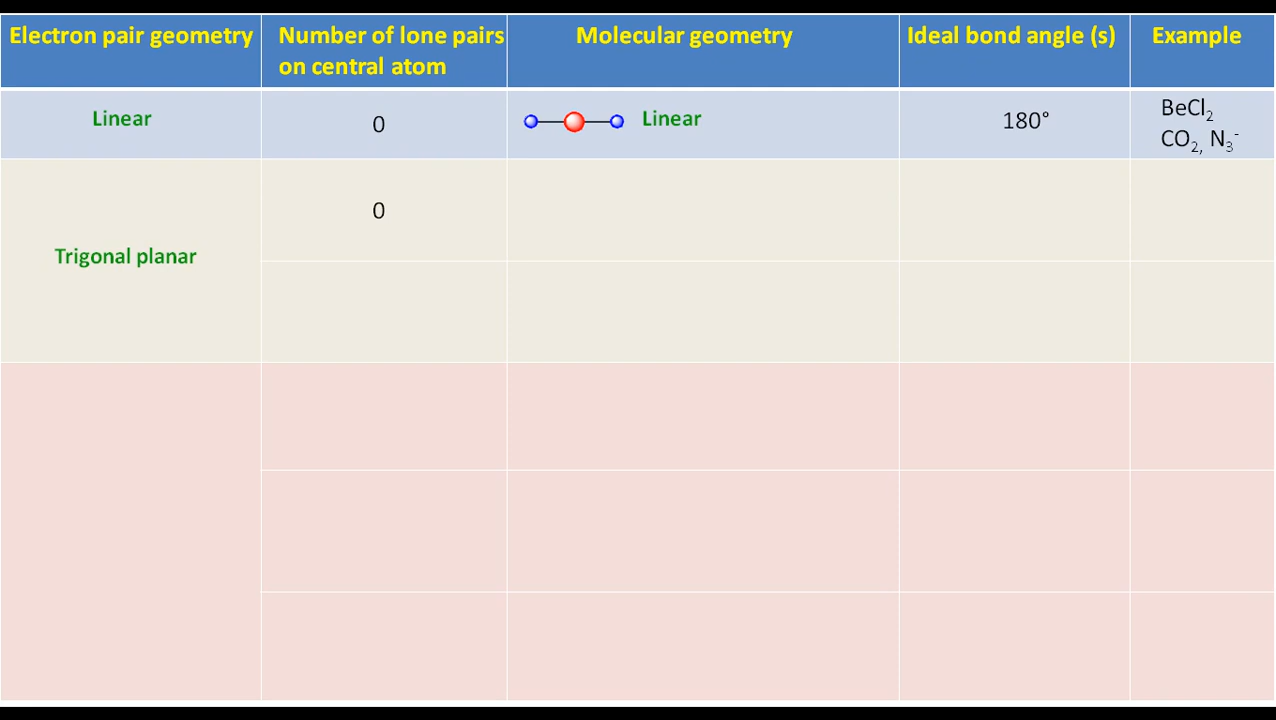 Electron pair geometry
Number of lone pairs
on central atom
Molecular geometry
Ideal bond angle (s)
Example
Linear
0
Linear
180°
BeCl₂
CO₂, N₃⁻
Trigonal planar
0